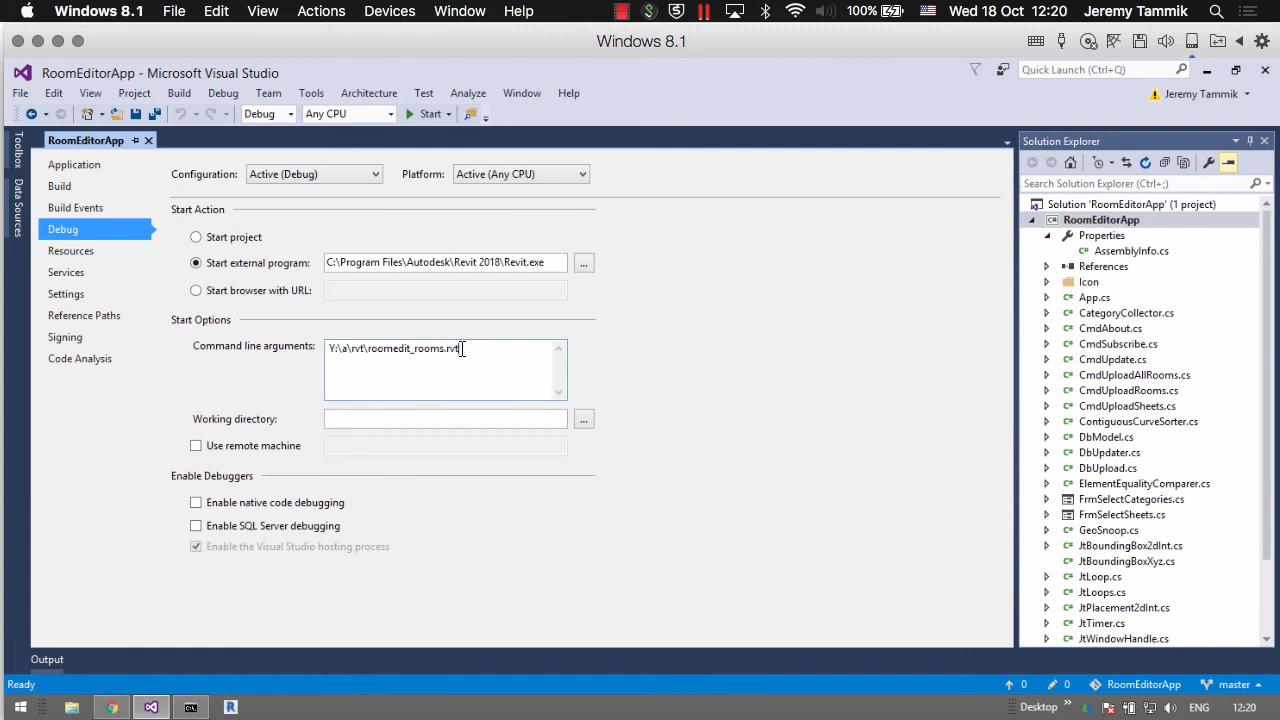 Windows 8.1 File Edit View Actions Devices Window Help 100% Wed 18 Oct 12:20 Jeremy Tammik
Windows 8.1
RoomEditorApp - Microsoft Visual Studio
Quick Launch (Ctrl+Q)
File Edit View Project Build Debug Team Tools Architecture Test Analyze Window Help
Jeremy Tammik
Debug Any CPU Start
Toolbox
Data Sources
RoomEditorApp
Application
Build
Build Events
Debug
Resources
Services
Settings
Reference Paths
Signing
Code Analysis
Configuration: Active (Debug) Platform: Active (Any CPU)
Start Action
Start project
Start external program: C:\Program Files\Autodesk\Revit 2018\Revit.exe ...
Start browser with URL:
Start Options
Command line arguments: Y:\a\rvt\roomedit_rooms.rvt
Working directory: ...
Use remote machine
Enable Debuggers
Enable native code debugging
Enable SQL Server debugging
Enable the Visual Studio hosting process
Solution Explorer
Search Solution Explorer (Ctrl+;)
Solution 'RoomEditorApp' (1 project)
C# RoomEditorApp
Properties
C# AssemblyInfo.cs
References
Icon
C# App.cs
C# CategoryCollector.cs
C# CmdAbout.cs
C# CmdSubscribe.cs
C# CmdUpdate.cs
C# CmdUploadAllRooms.cs
C# CmdUploadRooms.cs
C# CmdUploadSheets.cs
C# ContiguousCurveSorter.cs
C# DbModel.cs
C# DbUpdater.cs
C# DbUpload.cs
C# ElementEqualityComparer.cs
FrmSelectCategories.cs
FrmSelectSheets.cs
C# GeoSnoop.cs
C# JtBoundingBox2dInt.cs
C# JtBoundingBoxXyz.cs
C# JtLoop.cs
C# JtLoops.cs
C# JtPlacement2dInt.cs
C# JtTimer.cs
C# JtWindowHandle.cs
Output
Ready 0 0 RoomEditorApp master
Desktop ENG 12:20